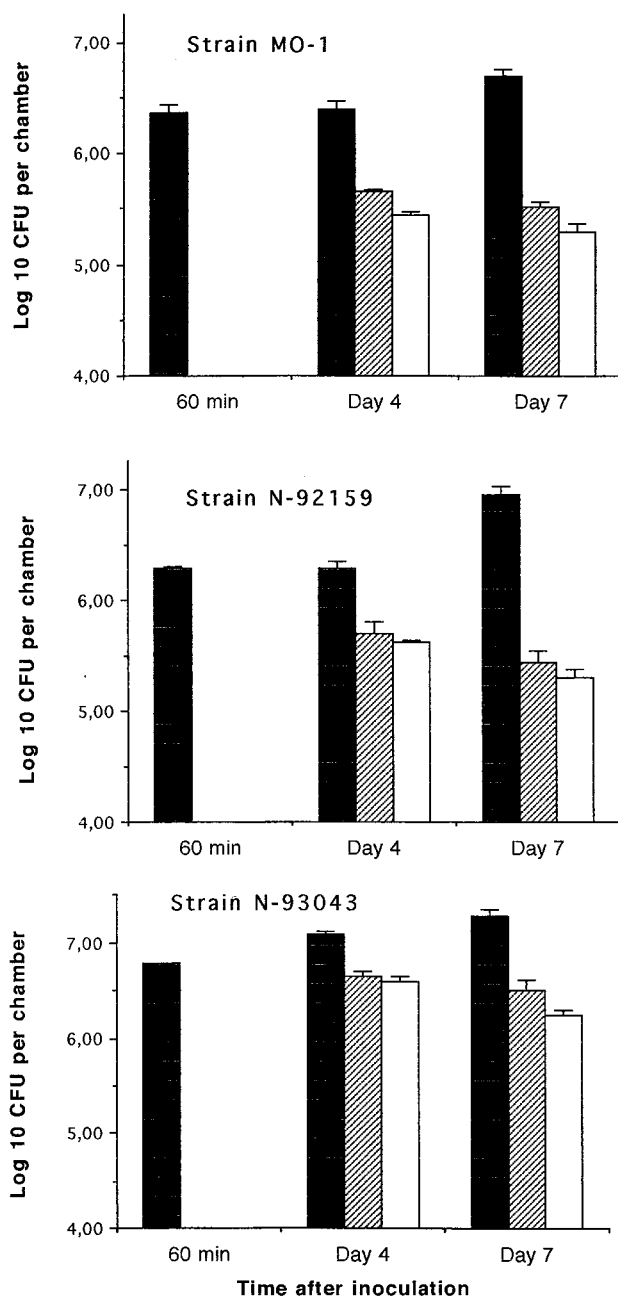 Strain MO-1
7,00
6,00
5,00
4,00
Log 10 CFU per chamber
60 min Day 4 Day 7
Strain N-92159
7,00
6,00
5,00
4,00
Log 10 CFU per chamber
60 min Day 4 Day 7
Strain N-93043
7,00
6,00
5,00
4,00
Log 10 CFU per chamber
60 min Day 4 Day 7
Time after inoculation